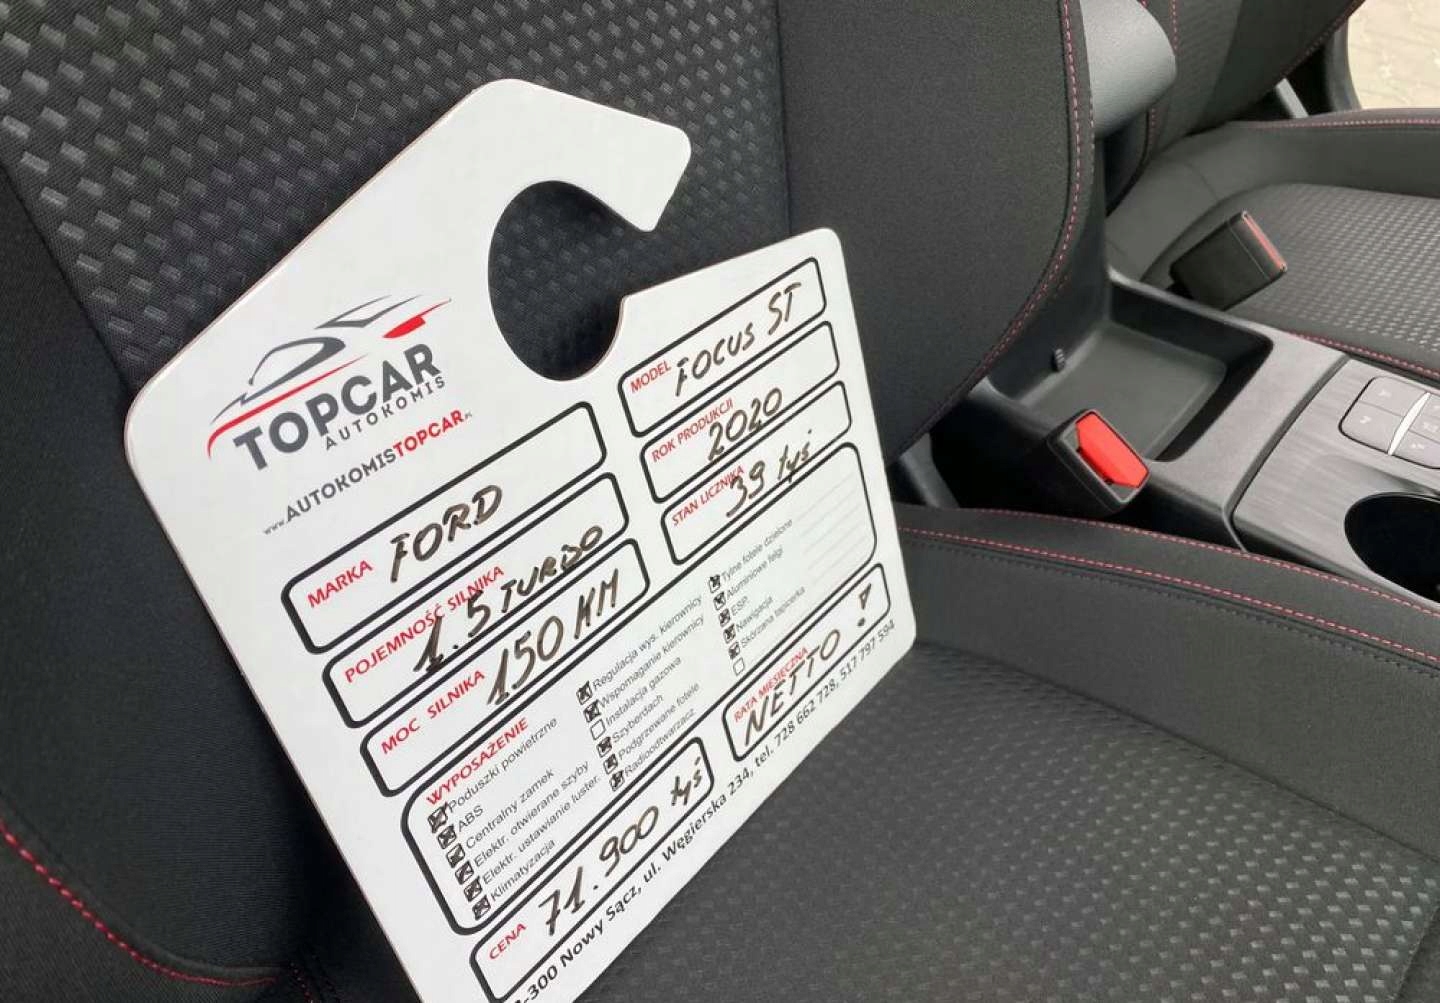 TOPCAR
AUTOKOMIS
www.AUTOKOMISTOPCAR.PL
MARKA FORD
MODEL FOCUS ST
POJEMNOŚĆ SILNIKA 1.5 TURBO
ROK PRODUKCJI 2020
MOC SILNIKA 150 KM
STAN LICZNIKA 39 tyś
WYPOSAŻENIE
Poduszki powietrzne
ABS
Centralny zamek
Elektr. otwierane szyby
Elektr. ustawianie luster.
Klimatyzacja
Regulacja wys. kierownicy
Wspomaganie kierownicy
Instalacja gazowa
Szyberdach
Podgrzewane fotele
Radioodtwarzacz
Tylne fotele dzielone
Aluminiowe felgi
ESP
Nawigacja
Skórzana tapicerka
CENA 71.900 tyś
RATA MIESIĘCZNA NETTO !
-300 Nowy Sącz, ul. Węgierska 234, tel. 728 662 728, 517 797 594